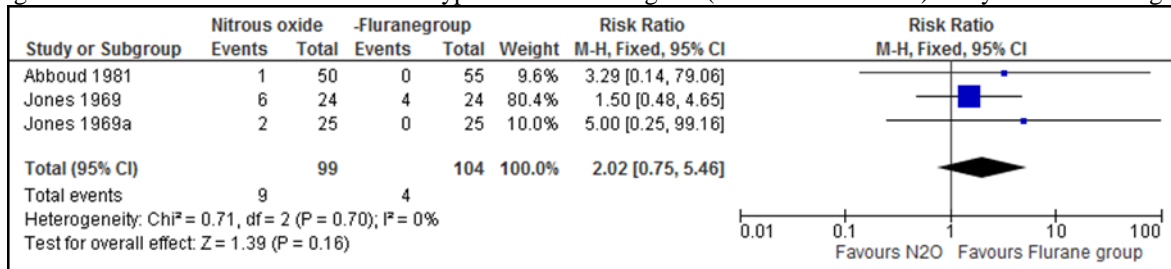 Nitrous oxide -Fluranegroup Risk Ratio Risk Ratio
Study or Subgroup Events Total Events Total Weight M-H, Fixed, 95% CI M-H, Fixed, 95% CI
Abboud 1981 1 50 0 55 9.6% 3.29 [0.14, 79.06]
Jones 1969 6 24 4 24 80.4% 1.50 [0.48, 4.65]
Jones 1969a 2 25 0 25 10.0% 5.00 [0.25, 99.16]
Total (95% CI) 99 104 100.0% 2.02 [0.75, 5.46]
Total events 9 4
Heterogeneity: Chi² = 0.71, df = 2 (P = 0.70); I² = 0%
Test for overall effect: Z = 1.39 (P = 0.16)
0.01 0.1 1 10 100
Favours N2O Favours Flurane group